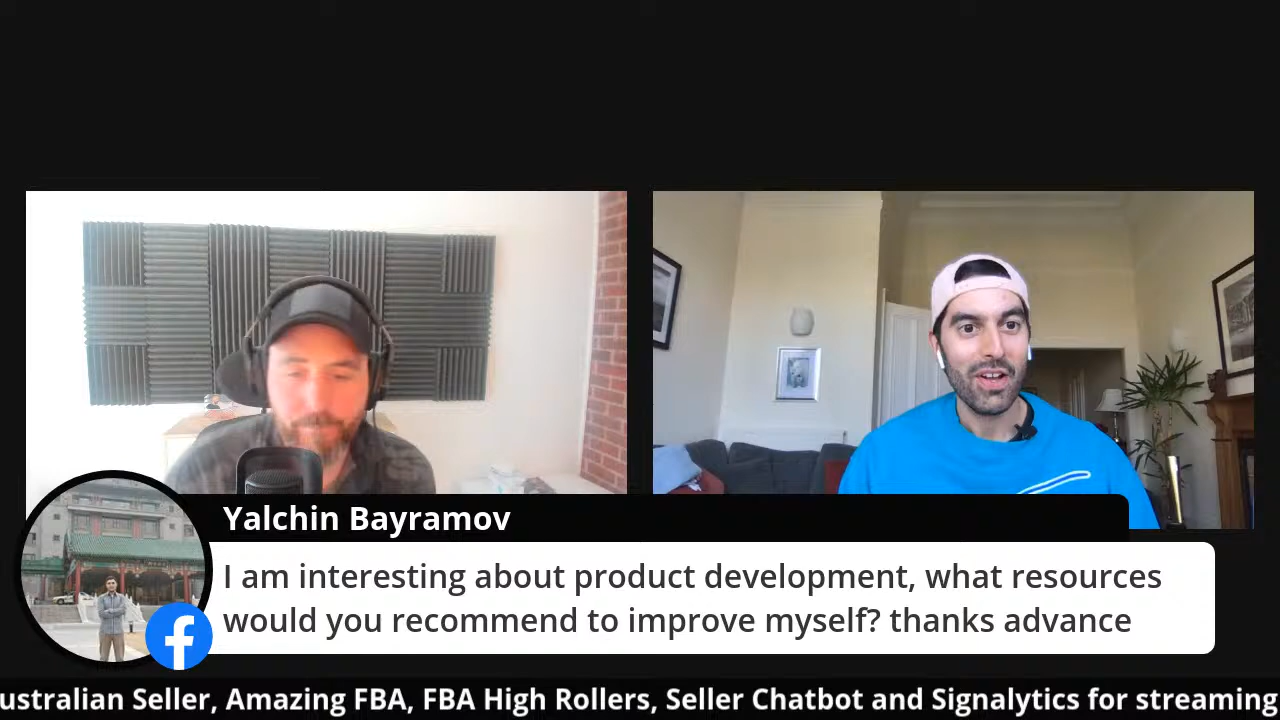 Yalchin Bayramov
I am interesting about product development, what resources
would you recommend to improve myself? thanks advance
ustralian Seller, Amazing FBA, FBA High Rollers, Seller Chatbot and Signalytics for streaming